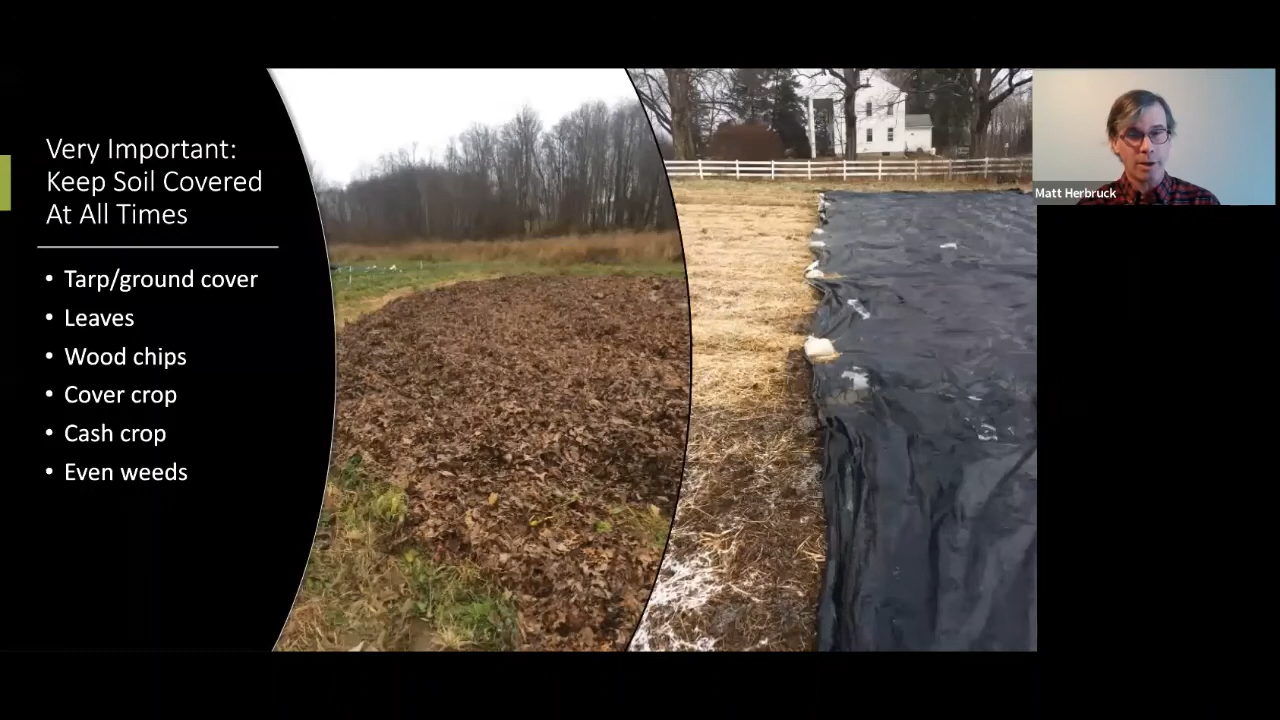 Very Important:
Keep Soil Covered
At All Times
• Tarp/ground cover
• Leaves
• Wood chips
• Cover crop
• Cash crop
• Even weeds
Matt Herbruck